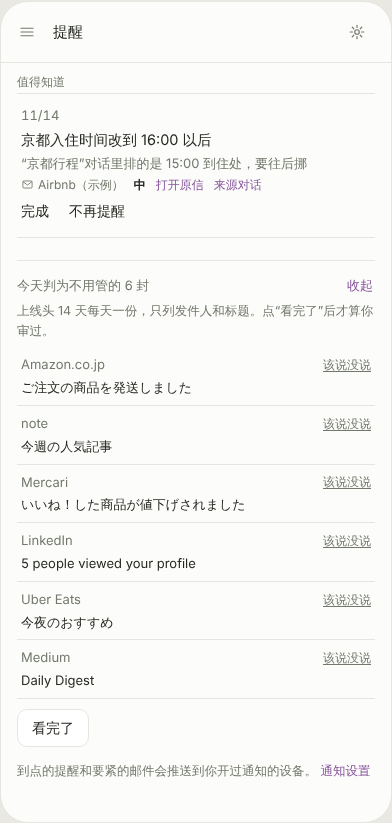 提醒
值得知道
11/14
京都入住时间改到 16:00 以后
“京都行程”对话里排的是 15:00 到住处，要往后挪
Airbnb（示例） 中 打开原信 来源对话
完成 不再提醒
今天判为不用管的 6 封 收起
上线头 14 天每天一份，只列发件人和标题。点“看完了”后才算你
审过。
Amazon.co.jp 该说没说
ご注文の商品を発送しました
note 该说没说
今週の人気記事
Mercari 该说没说
いいね！した商品が値下げされました
LinkedIn 该说没说
5 people viewed your profile
Uber Eats 该说没说
今夜のおすすめ
Medium 该说没说
Daily Digest
看完了
到点的提醒和要紧的邮件会推送到你开过通知的设备。 通知设置